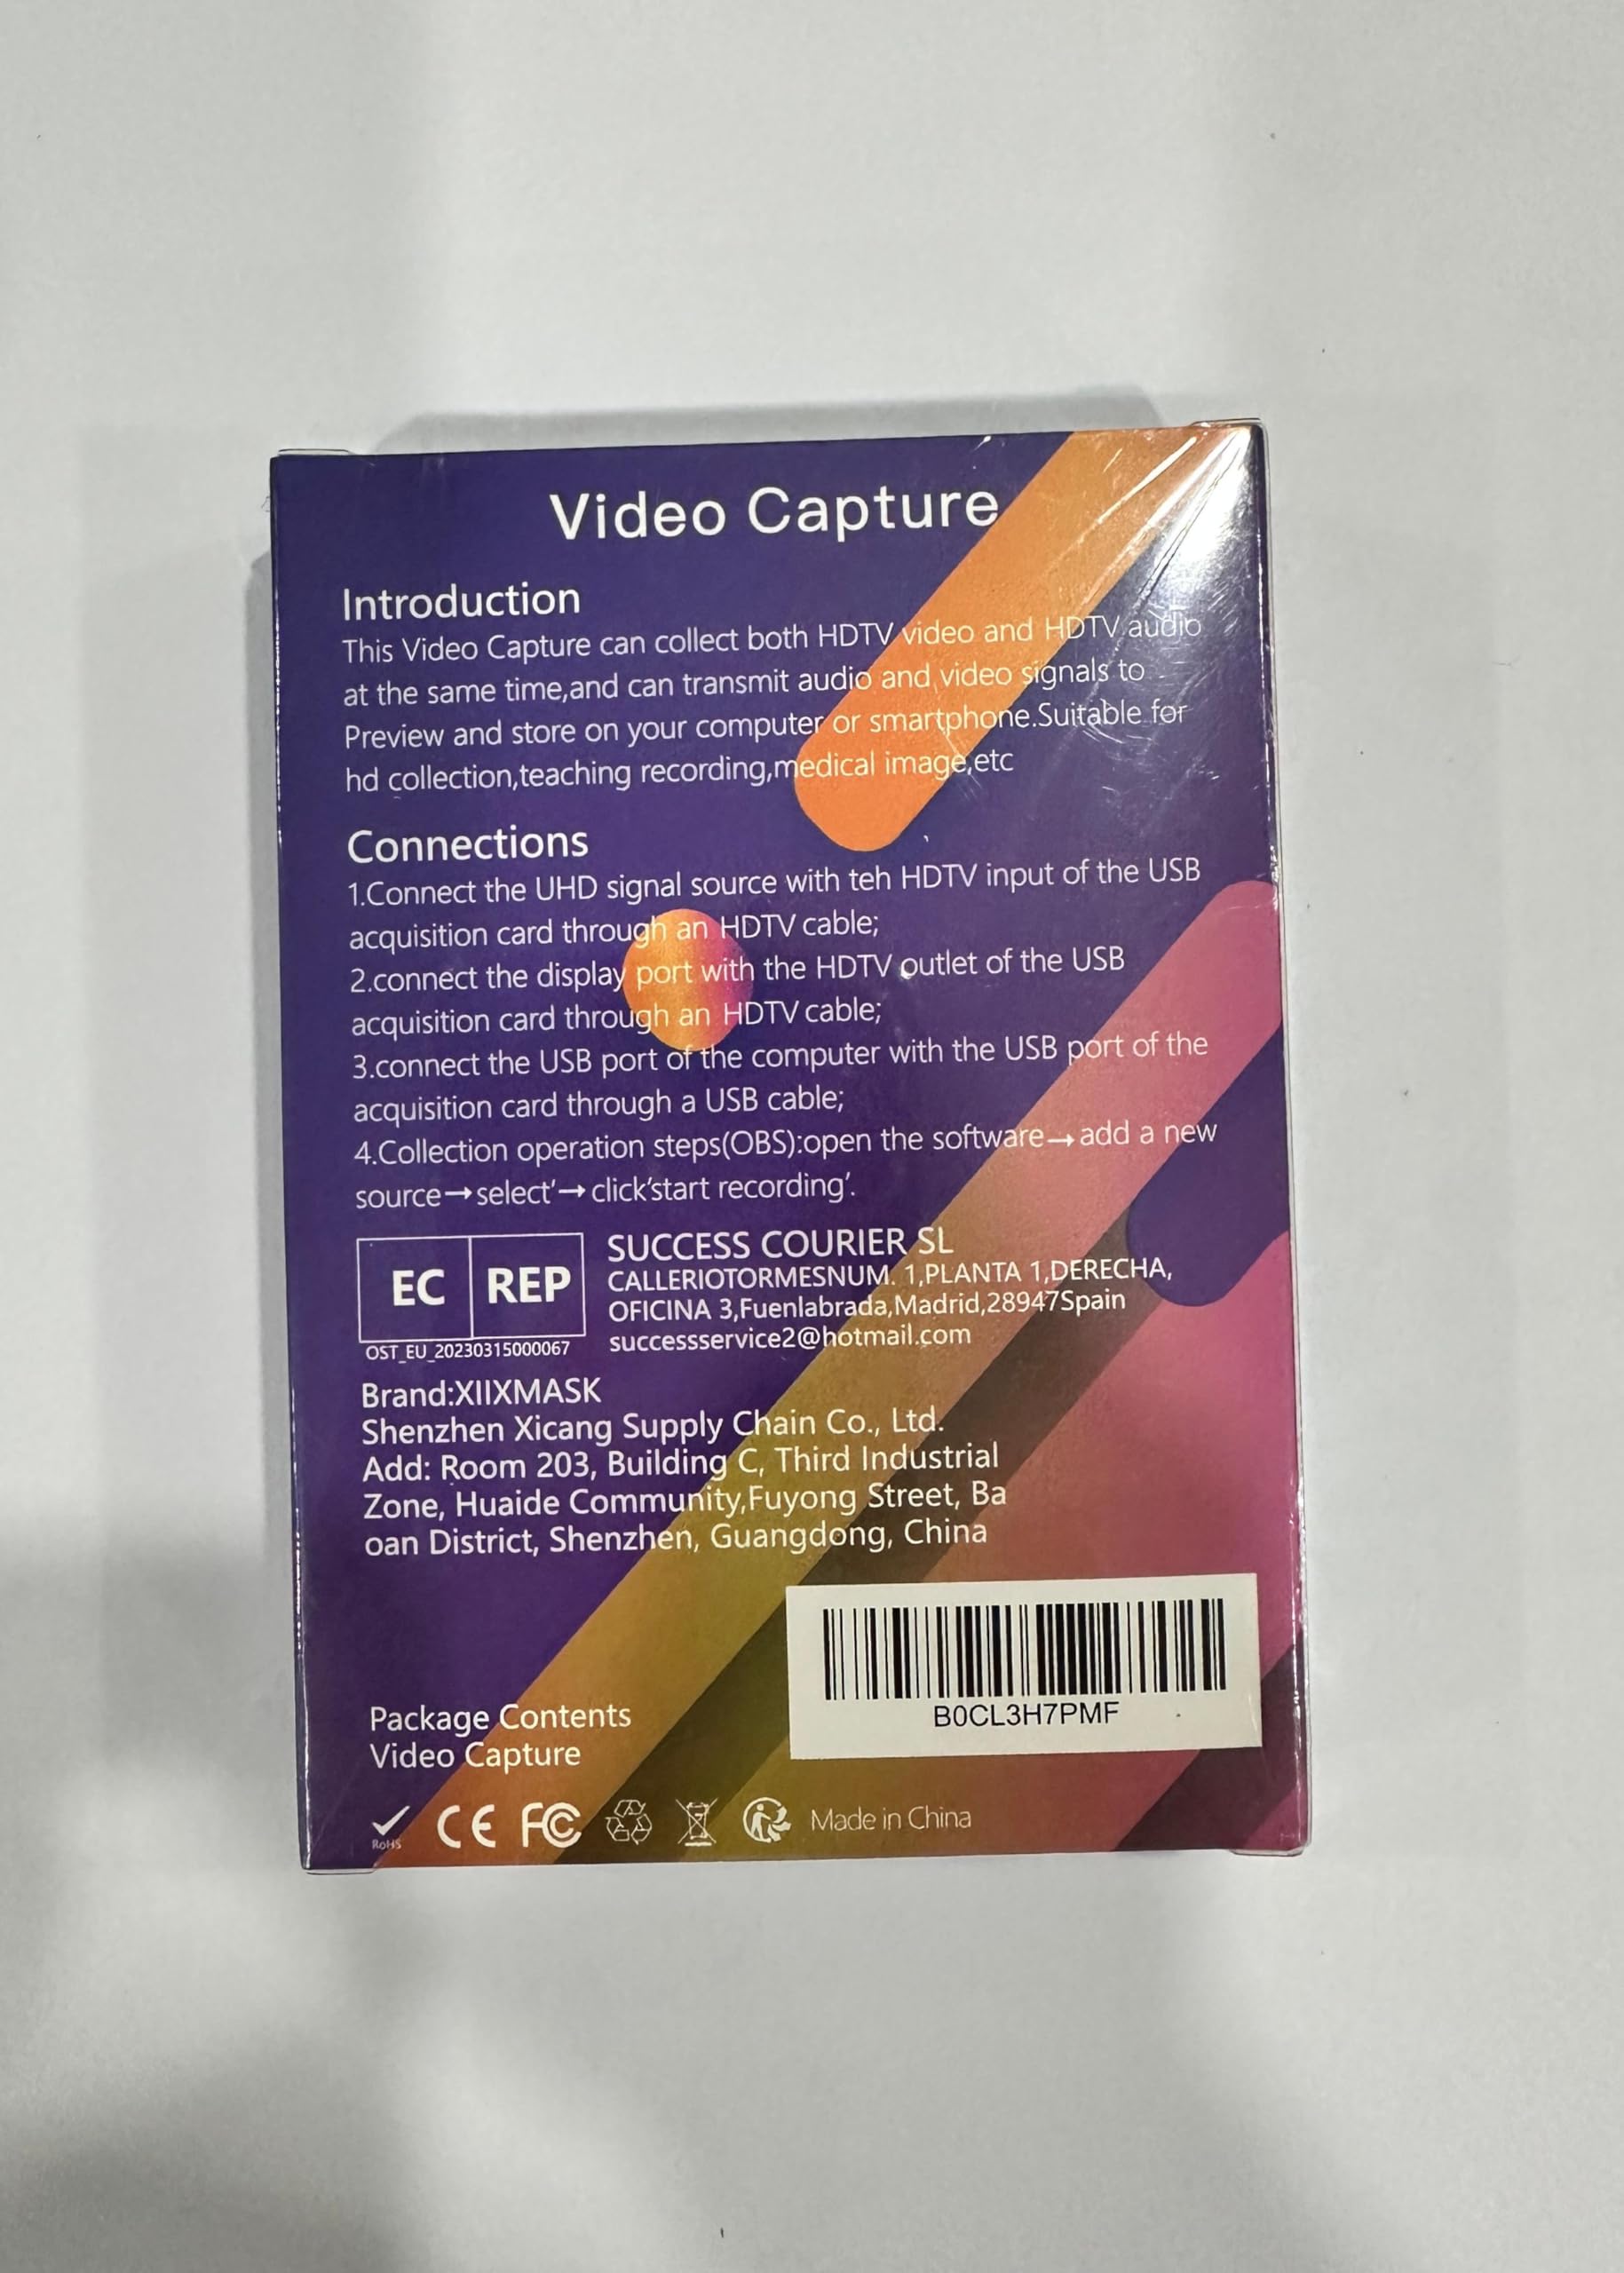 Video Capture
Introduction
This Video Capture can collect both HDTV video and HDTV audio
at the same time,and can transmit audio and video signals to
Preview and store on your computer or smartphone.Suitable for
hd collection,teaching recording,medical image,etc
Connections
1.Connect the UHD signal source with teh HDTV input of the USB
acquisition card through an HDTV cable;
2.connect the display port with the HDTV outlet of the USB
acquisition card through an HDTV cable;
3.connect the USB port of the computer with the USB port of the
acquisition card through a USB cable;
4.Collection operation steps(OBS):open the software→add a new
source→select'→click'start recording'.
EC REP
OST_EU_20230315000067
SUCCESS COURIER SL
CALLERIOTORMESNUM. 1,PLANTA 1,DERECHA,
OFICINA 3,Fuenlabrada,Madrid,28947Spain
successservice2@hotmail.com
Brand:XIIXMASK
Shenzhen Xicang Supply Chain Co., Ltd.
Add: Room 203, Building C, Third Industrial
Zone, Huaide Community,Fuyong Street, Ba
oan District, Shenzhen, Guangdong, China
B0CL3H7PMF
Package Contents
Video Capture
RoHS CE FC Made in China